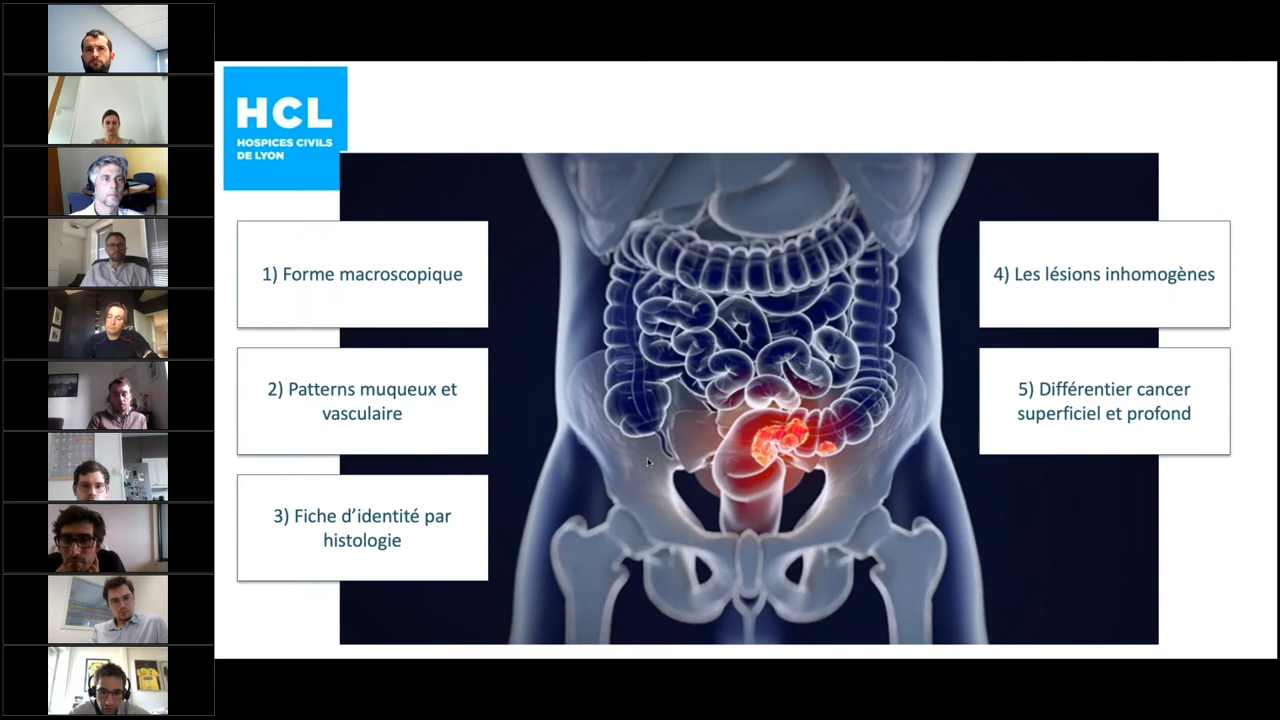 HCL
HOSPICES CIVILS
DE LYON
1) Forme macroscopique
2) Patterns muqueux et
vasculaire
3) Fiche d’identité par
histologie
4) Les lésions inhomogènes
5) Différentier cancer
superficiel et profond